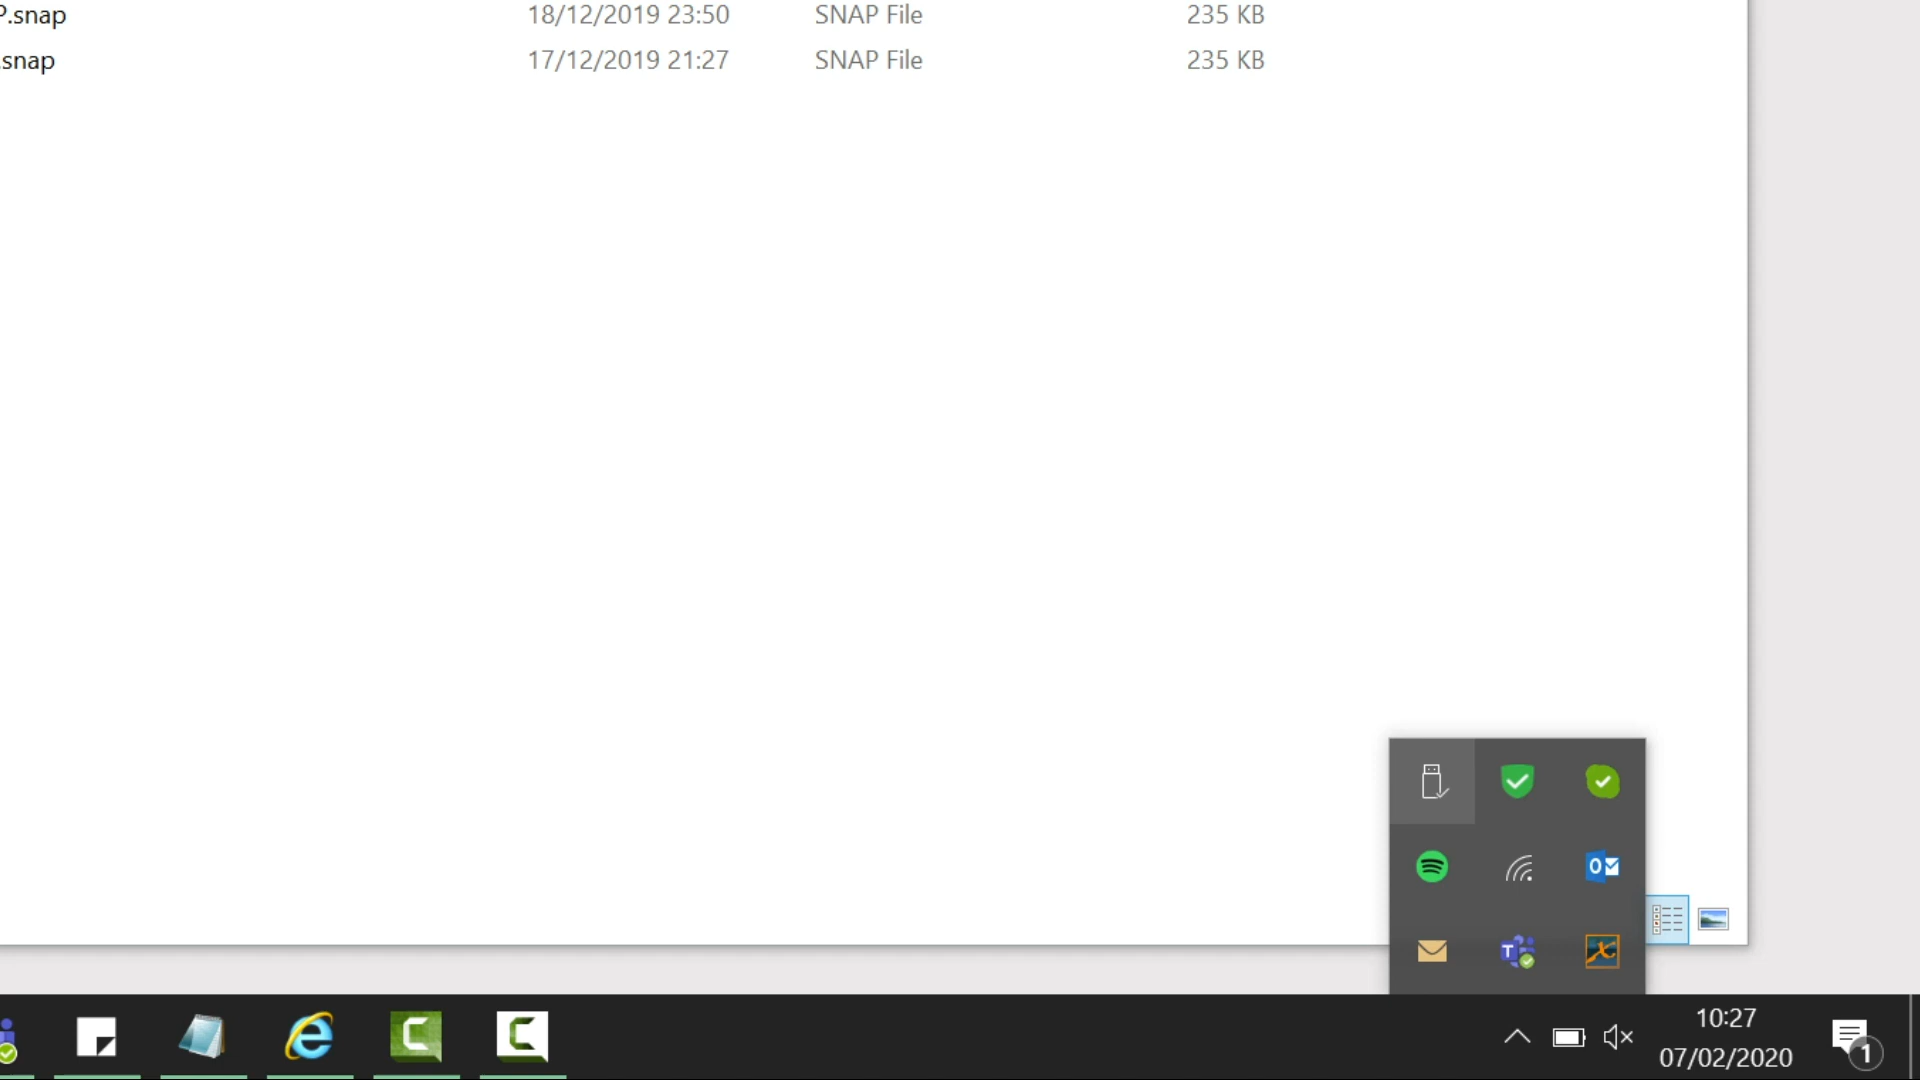 P.snap 18/12/2019 23:50 SNAP File 235 KB
.snap 17/12/2019 21:27 SNAP File 235 KB
10:27
07/02/2020
1